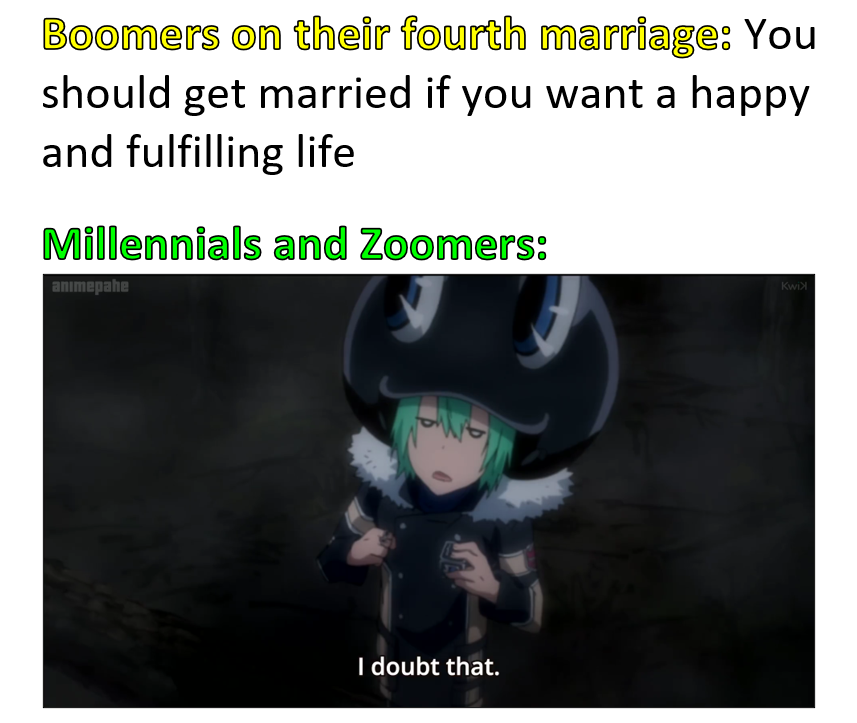 Boomers on their fourth marriage: You
should get married if you want a happy
and fulfilling life
Millennials and Zoomers:
animepahe
Kwik
I doubt that.